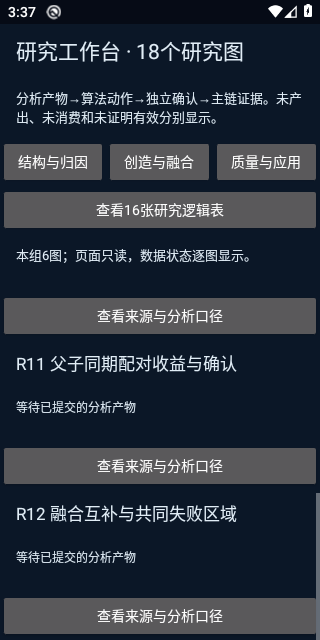 3:37
研究工作台 · 18个研究图
分析产物→算法动作→独立确认→主链证据。未产
出、未消费和未证明有效分别显示。
结构与归因 创造与融合 质量与应用
查看16张研究逻辑表
本组6图；页面只读，数据状态逐图显示。
查看来源与分析口径
R11 父子同期配对收益与确认
等待已提交的分析产物
查看来源与分析口径
R12 融合互补与共同失败区域
等待已提交的分析产物
查看来源与分析口径